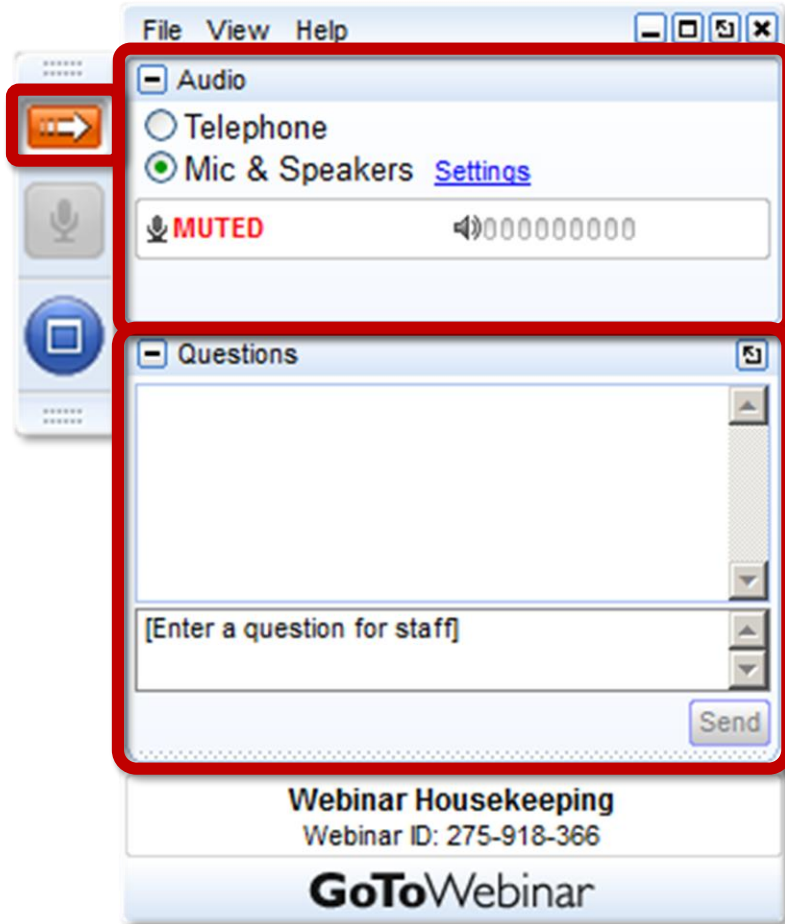 File View Help
Audio
Telephone
Mic & Speakers Settings
MUTED
Questions
[Enter a question for staff]
Send
Webinar Housekeeping
Webinar ID: 275-918-366
GoToWebinar